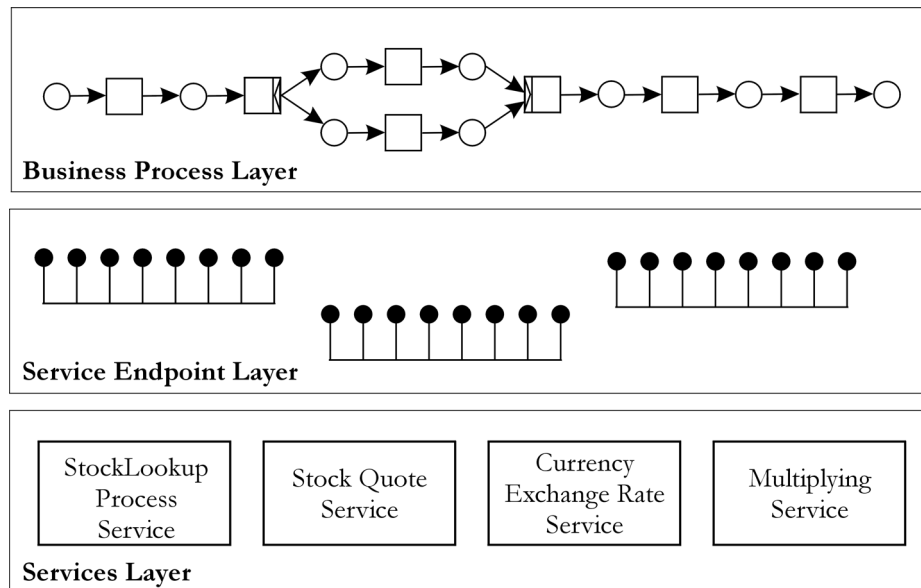 Business Process Layer
Service Endpoint Layer
StockLookup
Process
Service
Stock Quote
Service
Currency
Exchange Rate
Service
Multiplying
Service
Services Layer